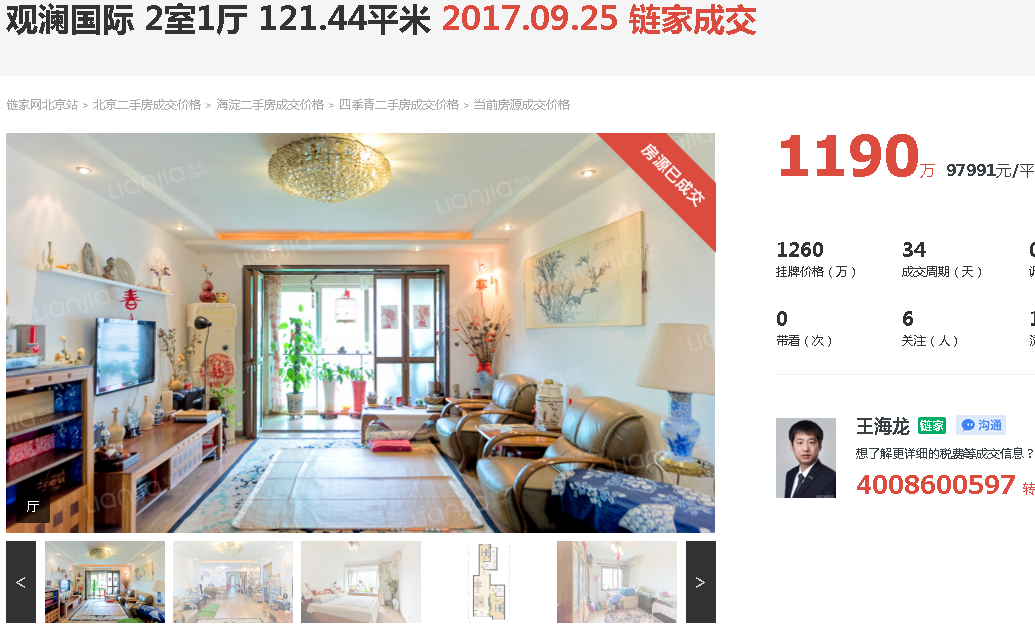 观澜国际 2室1厅 121.44平米 2017.09.25 链家成交
链家网北京站 > 北京二手房成交价格 > 海淀二手房成交价格 > 四季青二手房成交价格 > 当前房源成交价格
房源已成交
1190万 97991元/平
1260
挂牌价格（万）
34
成交周期（天）
0
带看（次）
6
关注（人）
王海龙 链家 沟通
想了解更详细的税费等成交信息？
4008600597 转
厅
Lianjia
< >